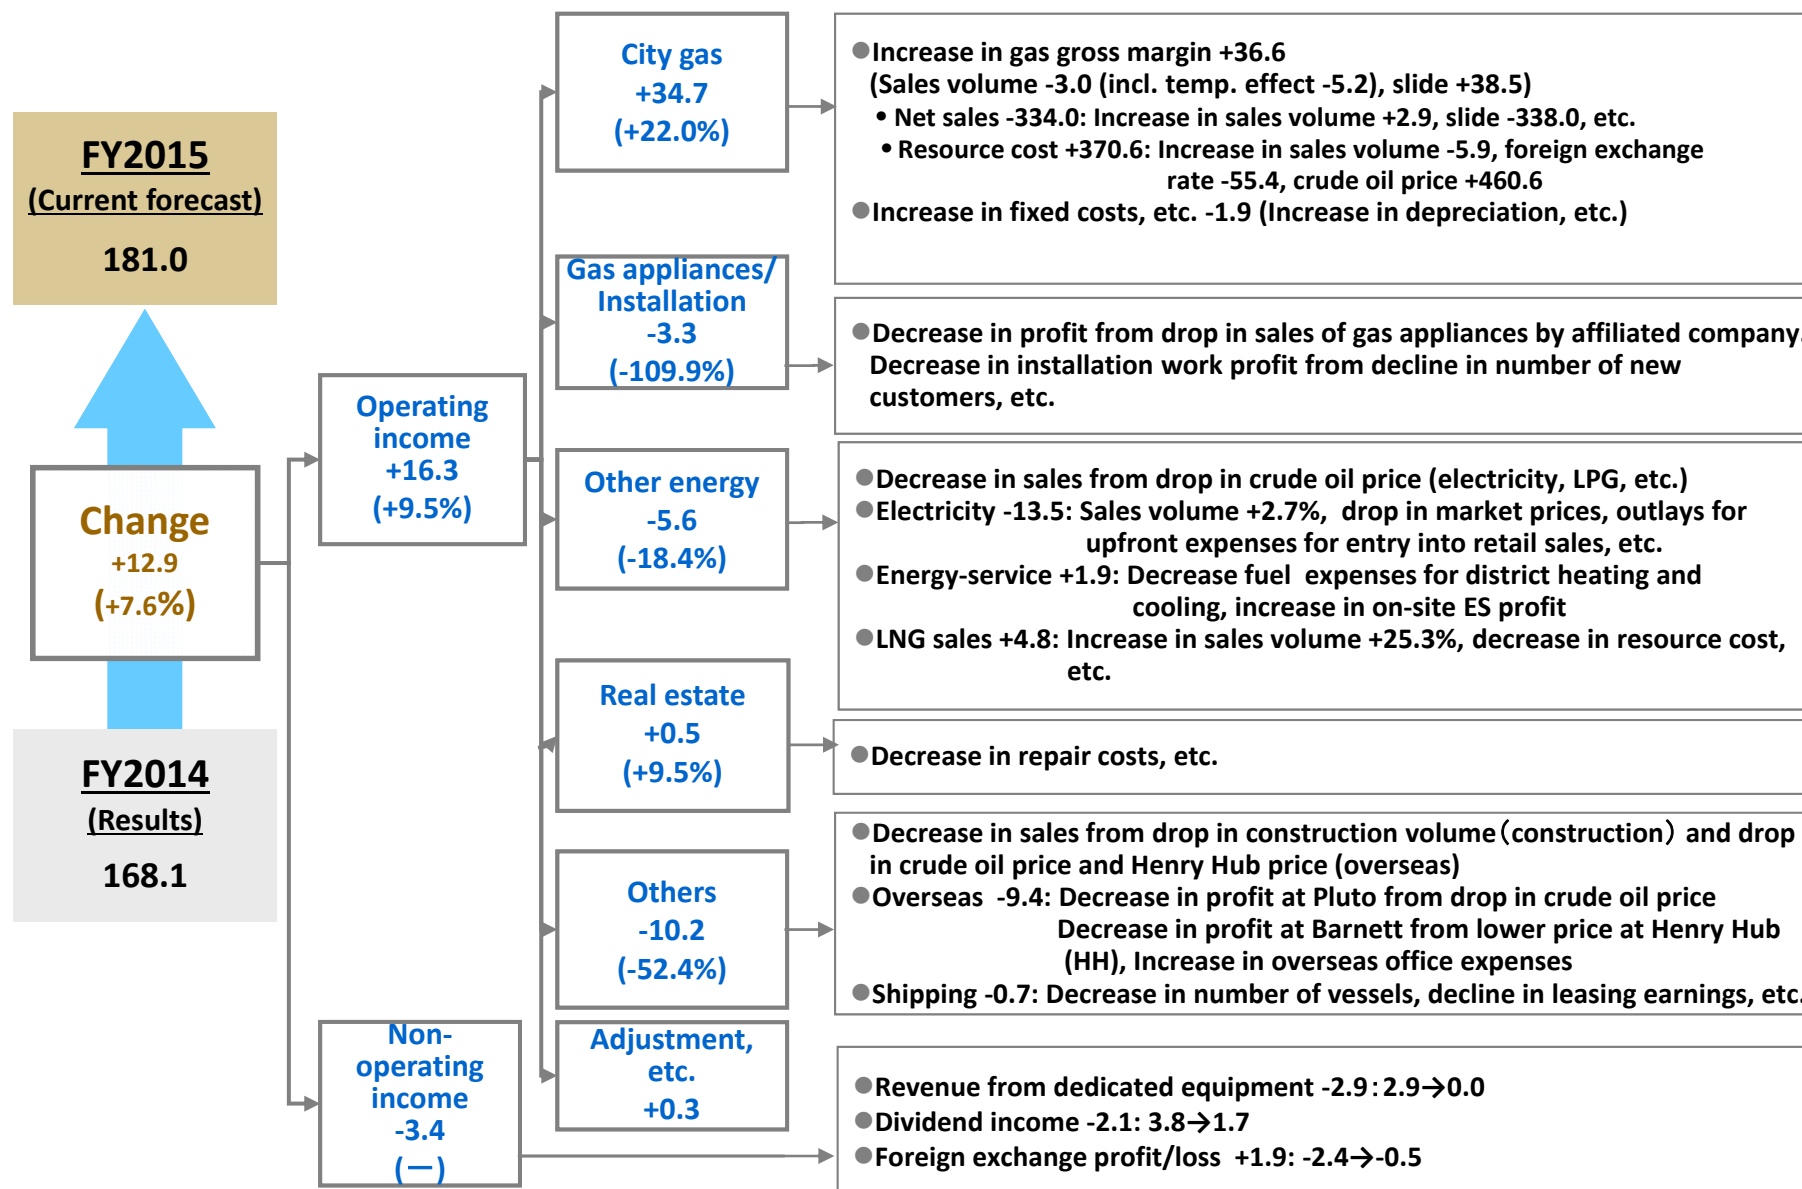 FY2015
(Current forecast)
181.0
Change
+12.9
(+7.6%)
FY2014
(Results)
168.1
Operating
income
+16.3
(+9.5%)
Non-
operating
income
-3.4
(—)
City gas
+34.7
(+22.0%)
●Increase in gas gross margin +36.6
(Sales volume -3.0 (incl. temp. effect -5.2), slide +38.5)
• Net sales -334.0: Increase in sales volume +2.9, slide -338.0, etc.
• Resource cost +370.6: Increase in sales volume -5.9, foreign exchange
rate -55.4, crude oil price +460.6
●Increase in fixed costs, etc. -1.9 (Increase in depreciation, etc.)
Gas appliances/
Installation
-3.3
(-109.9%)
●Decrease in profit from drop in sales of gas appliances by affiliated company.
Decrease in installation work profit from decline in number of new
customers, etc.
Other energy
-5.6
(-18.4%)
●Decrease in sales from drop in crude oil price (electricity, LPG, etc.)
●Electricity -13.5: Sales volume +2.7%, drop in market prices, outlays for
upfront expenses for entry into retail sales, etc.
●Energy-service +1.9: Decrease fuel expenses for district heating and
cooling, increase in on-site ES profit
●LNG sales +4.8: Increase in sales volume +25.3%, decrease in resource cost,
etc.
Real estate
+0.5
(+9.5%)
●Decrease in repair costs, etc.
Others
-10.2
(-52.4%)
●Decrease in sales from drop in construction volume（construction）and drop
in crude oil price and Henry Hub price (overseas)
●Overseas -9.4: Decrease in profit at Pluto from drop in crude oil price
Decrease in profit at Barnett from lower price at Henry Hub
(HH), Increase in overseas office expenses
●Shipping -0.7: Decrease in number of vessels, decline in leasing earnings, etc.
Adjustment,
etc.
+0.3
●Revenue from dedicated equipment -2.9：2.9→0.0
●Dividend income -2.1: 3.8→1.7
●Foreign exchange profit/loss +1.9: -2.4→-0.5